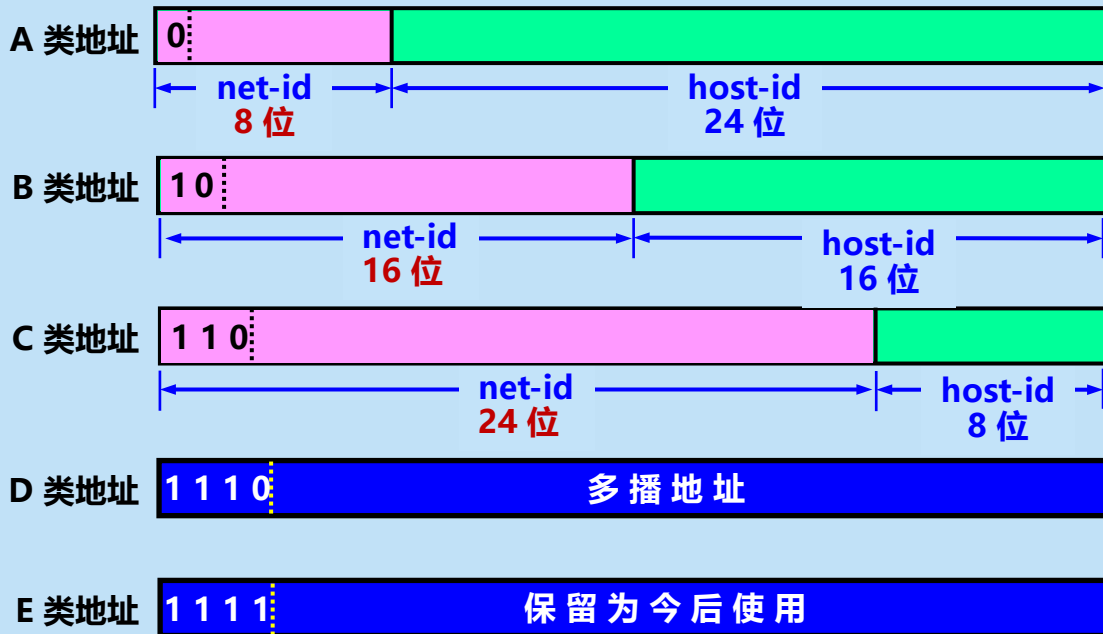 A 类地址
0
net-id
8 位
host-id
24 位
B 类地址
1 0
net-id
16 位
host-id
16 位
C 类地址
1 1 0
net-id
24 位
host-id
8 位
D 类地址
1 1 1 0
多 播 地 址
E 类地址
1 1 1 1
保 留 为 今 后 使 用